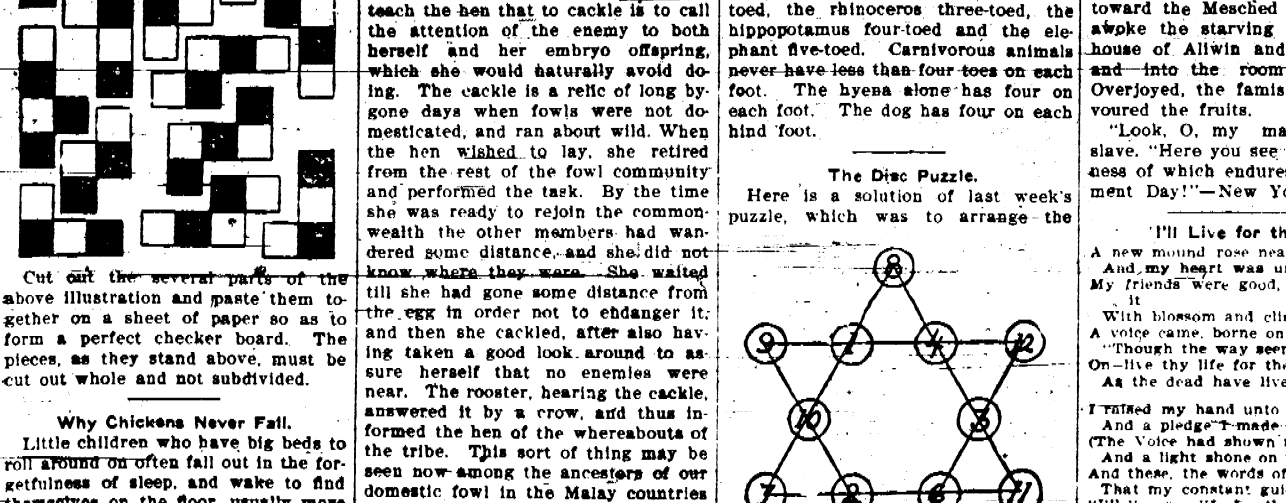 Cut out the several parts of the
above illustration and paste them to-
gether on a sheet of paper so as to
form a perfect checker board. The
pieces, as they stand above, must be
cut out whole and not subdivided.
Why Chickens Never Fall.
Little children who have big beds to
roll around on often fall out in the for-
getfulness of sleep, and wake to find
themselves on the floor, usually more
teach the hen that to cackle is to call
the attention of the enemy to both
herself and her embryo offspring,
which she would naturally avoid do-
ing. The cackle is a relic of long by-
gone days when fowls were not do-
mesticated, and ran about wild. When
the hen wished to lay, she retired
from the rest of the fowl community
and performed the task. By the time
she was ready to rejoin the common-
wealth the other members had wan-
dered some distance, and she did not
know where they were. She waited
till she had gone some distance from
the egg in order not to endanger it,
and then she cackled, after also hav-
ing taken a good look around to as-
sure herself that no enemies were
near. The rooster, hearing the cackle,
answered it by a crow, and thus in-
formed the hen of the whereabouts of
the tribe. This sort of thing may be
seen now among the ancestors of our
domestic fowl in the Malay countries
toed, the rhinoceros three-toed, the
hippopotamus four-toed and the ele-
phant five-toed. Carnivorous animals
never have less than four toes on each
foot. The hyena alone has four on
each foot. The dog has four on each
hind foot.
The Disc Puzzle.
Here is a solution of last week's
puzzle, which was to arrange the
8
9 1 4 12
10 3
7 2 6 11
toward the Mesched
awoke the starving
house of Aliwin and
and into the room
Overjoyed, the famis
voured the fruits.
"Look, O, my ma
slave. "Here you see
ness of which endures
ment Day!"—New Yo
'I'll Live for th
A new mound rose nea
And my heart was u
My friends were good,
it
With blossom and cli
A voice came, borne on
"Though the way seem
On—live thy life for the
As the dead have live
I raised my hand unto
And a pledge I made
(The Voice had shown
And a light shone on
And these, the words of
That my constant gui